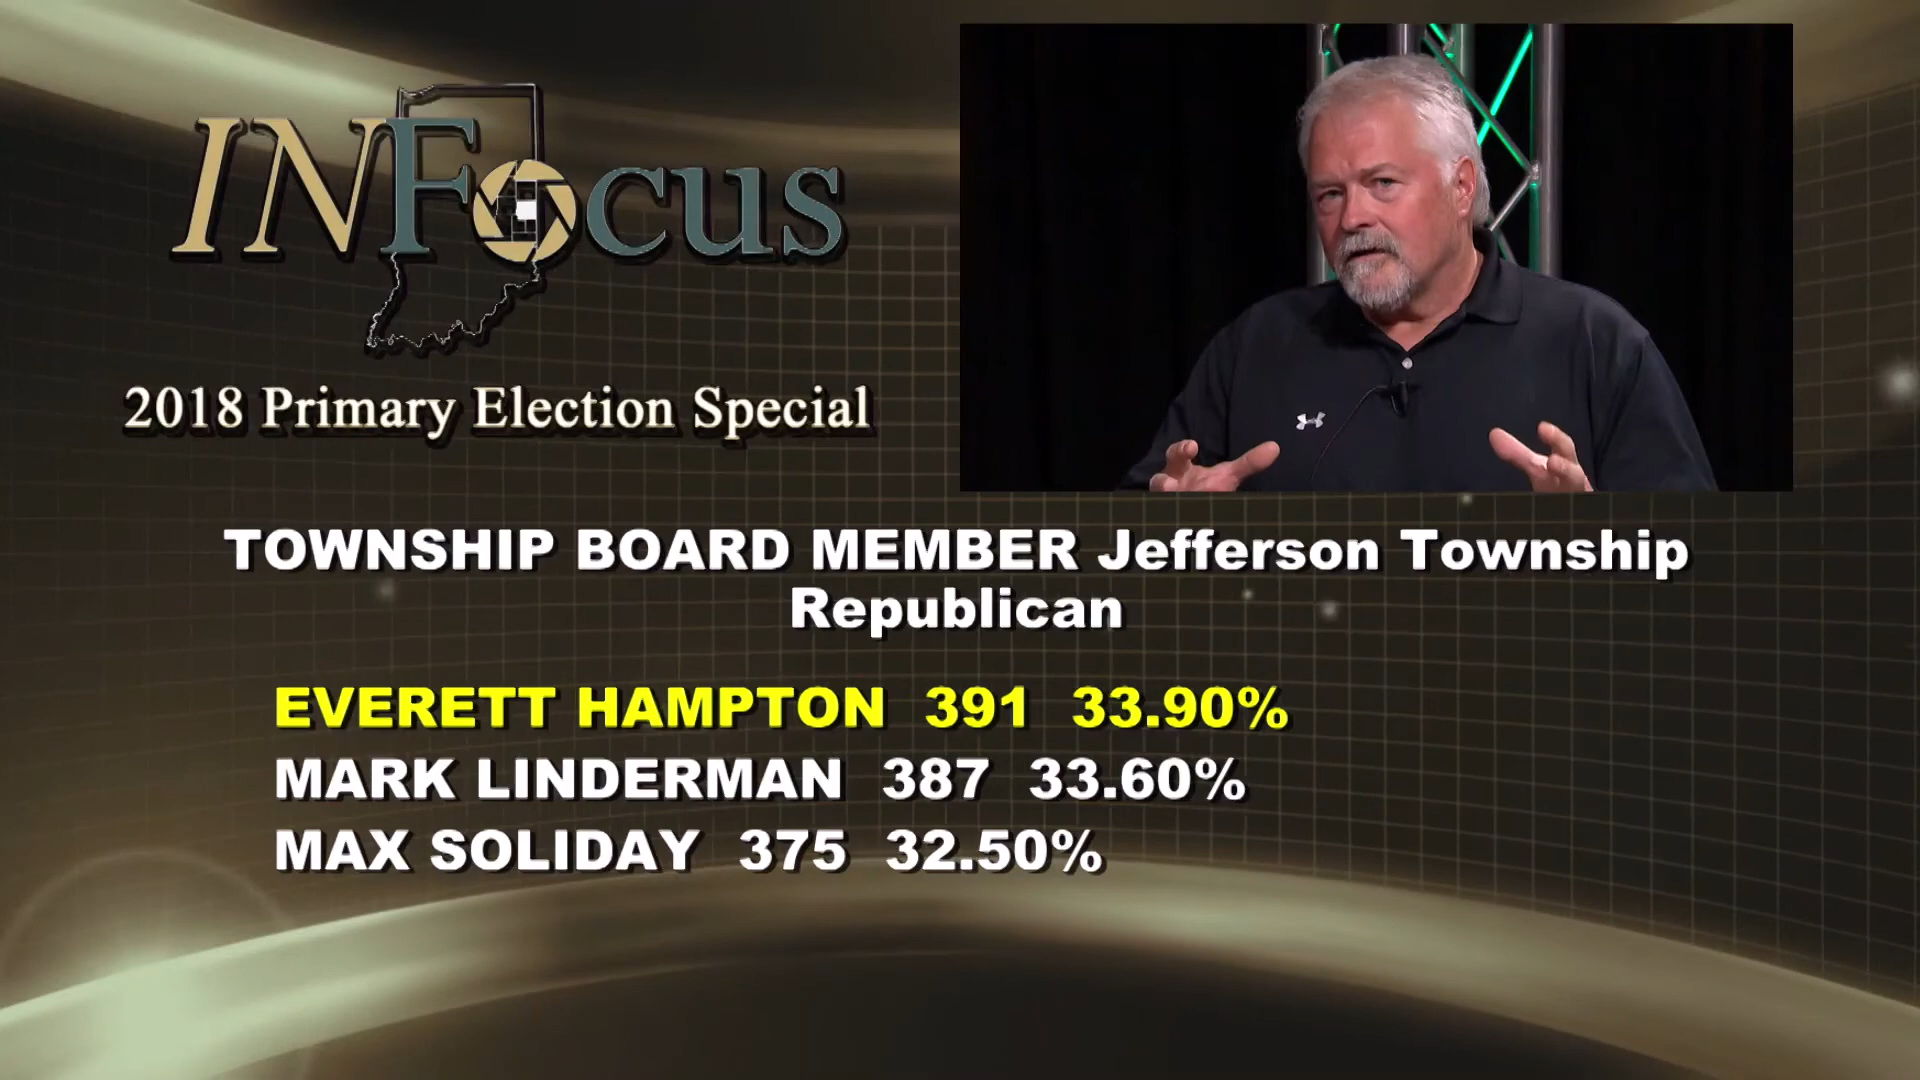 INFocus
2018 Primary Election Special
TOWNSHIP BOARD MEMBER Jefferson Township
Republican
EVERETT HAMPTON 391 33.90%
MARK LINDERMAN 387 33.60%
MAX SOLIDAY 375 32.50%